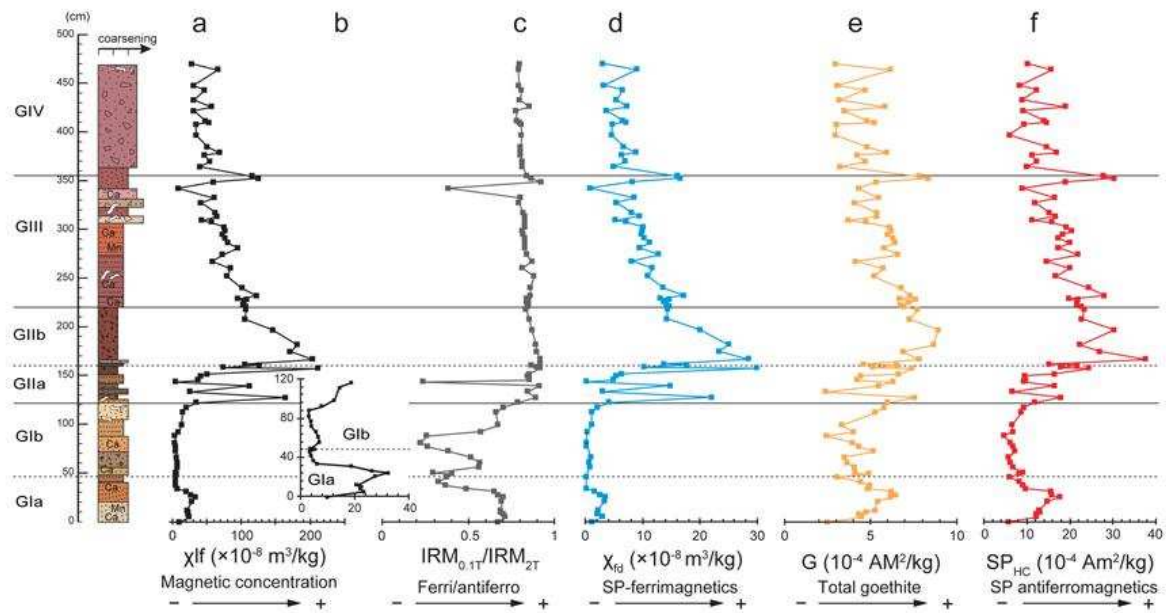 (cm)
a b c d e f
500
coarsening
450
GIV
400
350
Ca
GIII
300
Ca
Mn
250
Ca
Ca
200
GIIb
150
GIIa
120
Ca
100
GIb
80
Ca
GIb
50
Ca
40
GIa
Ca
GIa
Mn
Ca
0
0
0 20 40
0 100 200 0 0.5 1 0 10 20 30 0 5 10 0 10 20 30 40
χlf (×10⁻⁸ m³/kg) IRM₀.₁T/IRM₂T χfd (×10⁻⁸ m³/kg) G (10⁻⁴ AM²/kg) SPHC (10⁻⁴ Am²/kg)
Magnetic concentration Ferri/antiferro SP-ferrimagnetics Total goethite SP antiferromagnetics
− + − + − + − + − +